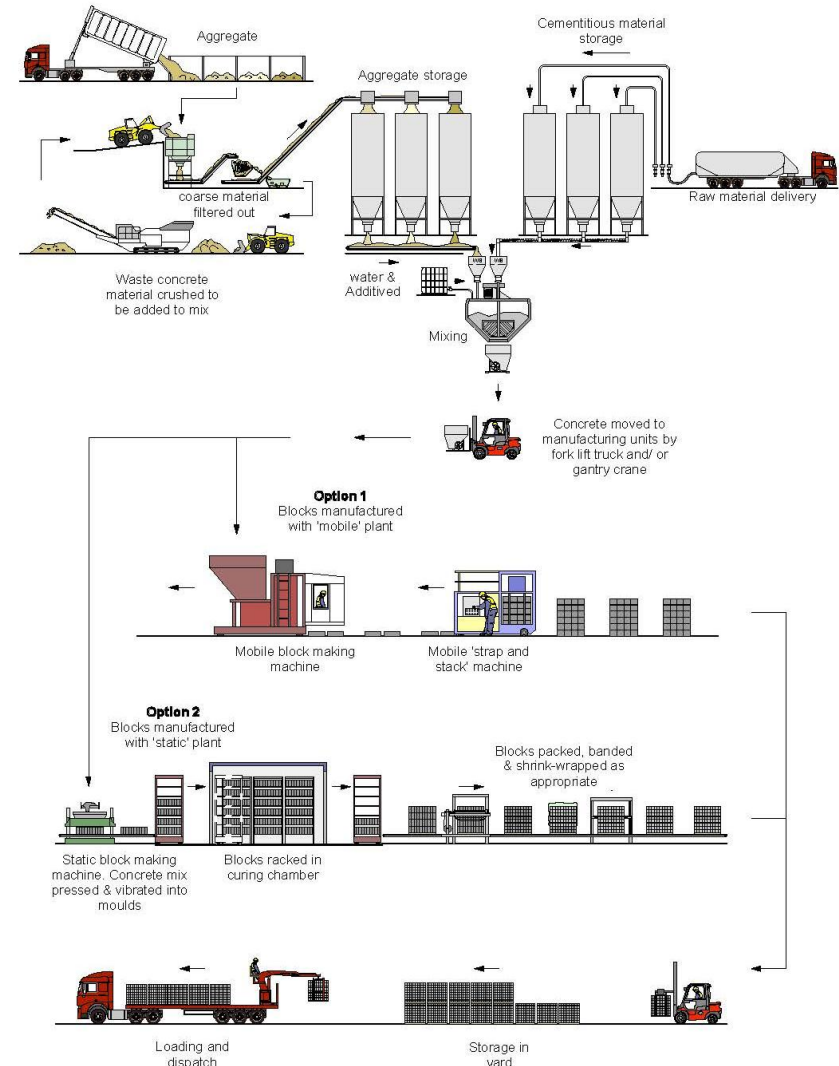 Aggregate
Cementitious material
storage
Aggregate storage
coarse material
filtered out
Raw material delivery
Waste concrete
material crushed to
be added to mix
water &
Additived
Mixing
Concrete moved to
manufacturing units by
fork lift truck and/ or
gantry crane
Option 1
Blocks manufactured
with 'mobile' plant
Mobile block making
machine
Mobile 'strap and
stack' machine
Option 2
Blocks manufactured
with 'static' plant
Blocks packed, banded
& shrink-wrapped as
appropriate
Static block making
machine. Concrete mix
pressed & vibrated into
moulds
Blocks racked in
curing chamber
Loading and
dispatch
Storage in
yard